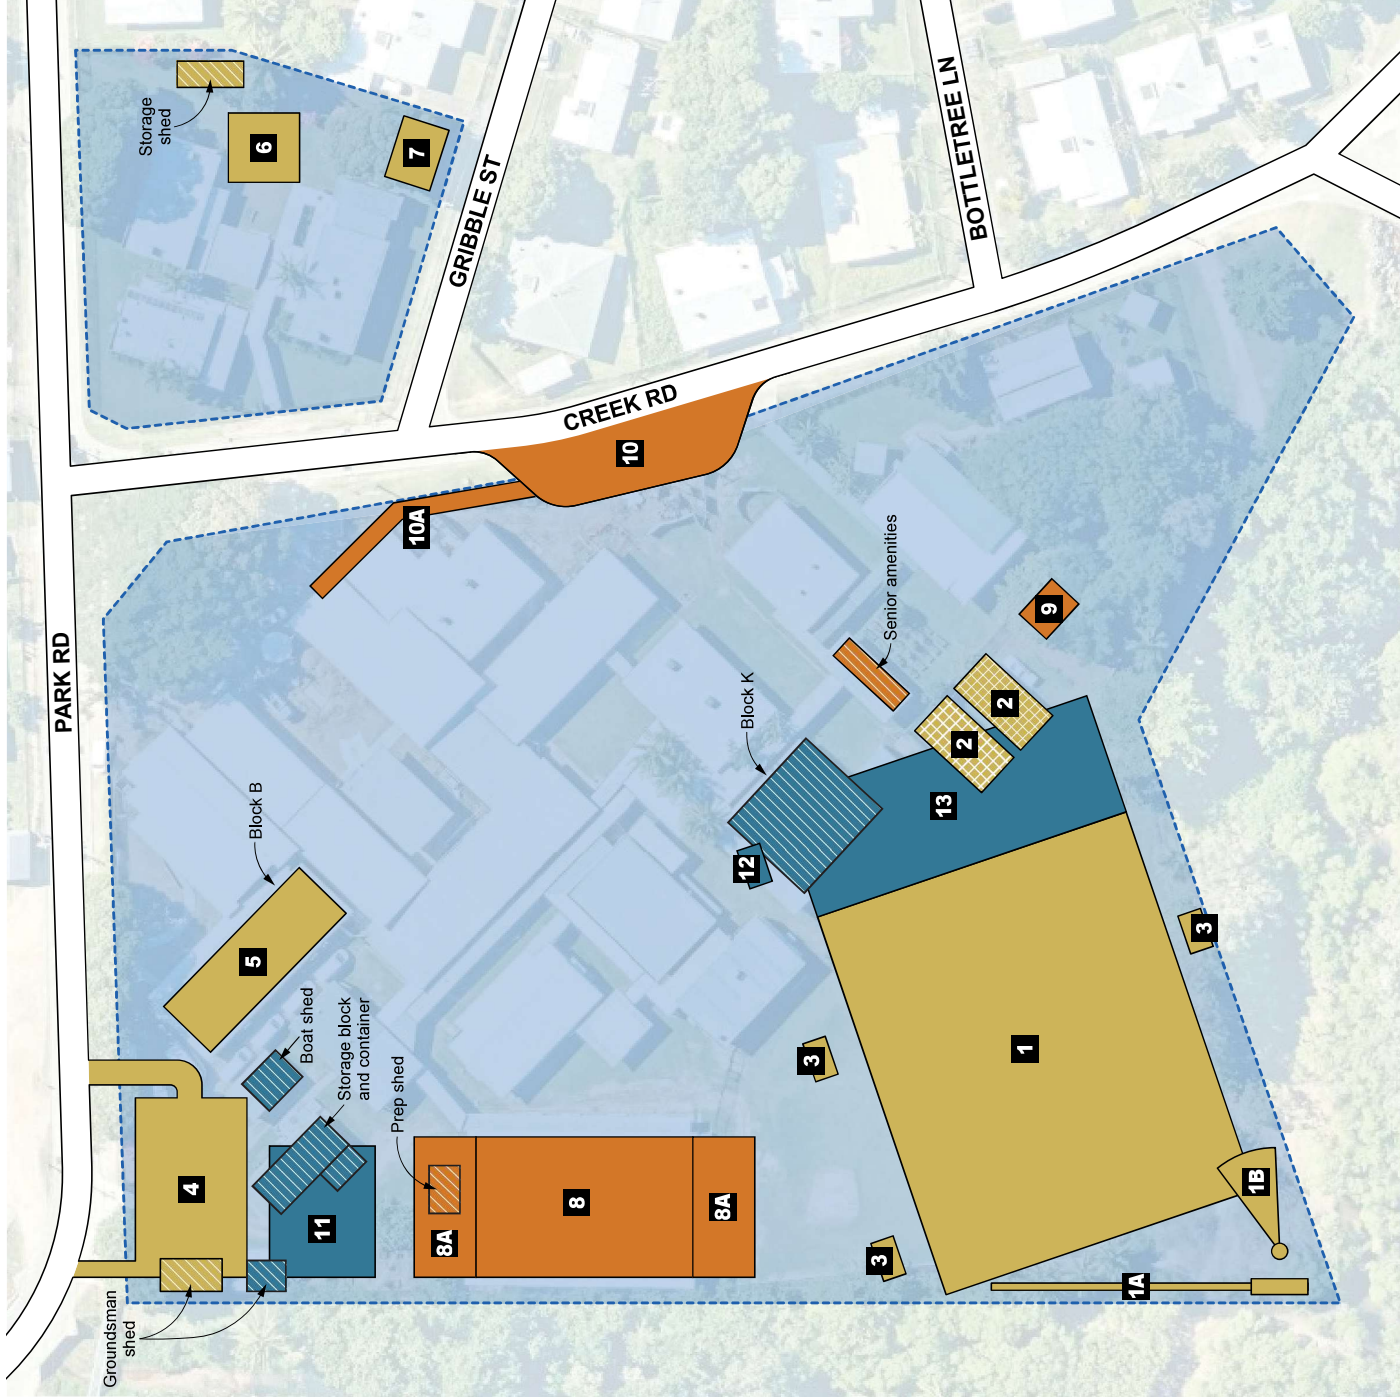 PARK RD
Groundsman
shed
Storage
shed
4
5
Block B
6
Boat shed
11
Storage block
and container
Prep shed
10A
7
8A
GRIBBLE ST
8
CREEK RD
10
8A
12
Block K
3
3
Senior amenities
13
2
BOTTLETREE LN
2
1
9
1A
3
1B